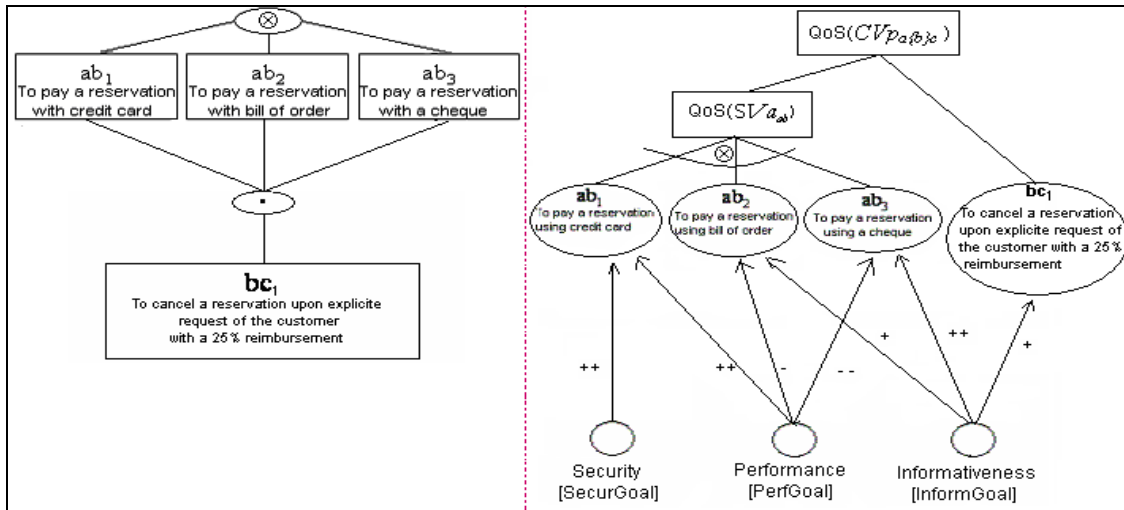 ⊗
ab1
To pay a reservation
with credit card
ab2
To pay a reservation
with bill of order
ab3
To pay a reservation
with a cheque
.
bc1
To cancel a reservation upon explicite
request of the customer
with a 25% reimbursement
QoS(CVpa{b}c)
QoS(SVaab)
⊗
ab1
To pay a reservation
using credit card
ab2
To pay a reservation
using bill of order
ab3
To pay a reservation
using a cheque
bc1
To cancel a reservation
upon explicite request of
the customer with a 25%
reimbursement
++
++
-
--
+
++
+
Security
[SecurGoal]
Performance
[PerfGoal]
Informativeness
[InformGoal]